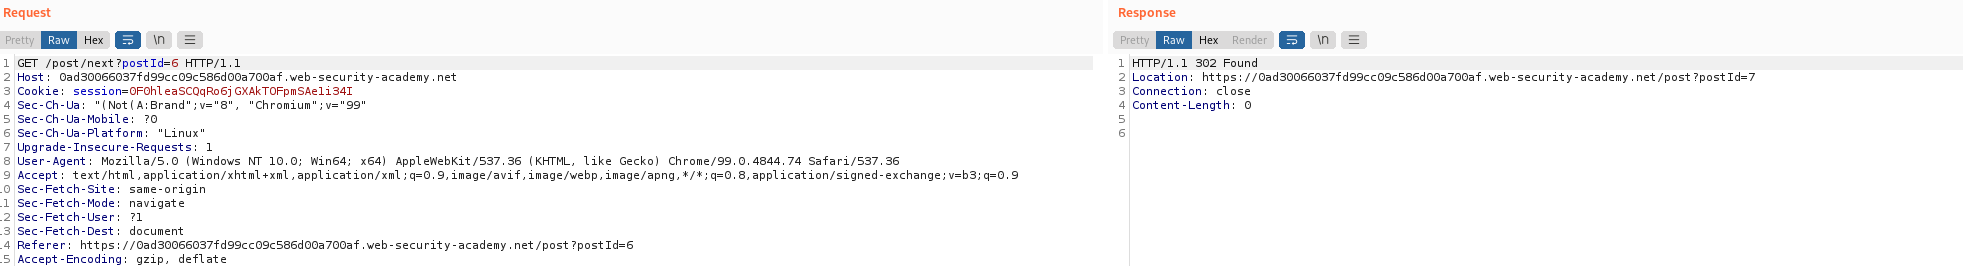 Request
Pretty Raw Hex \n
1 GET /post/next?postId=6 HTTP/1.1
2 Host: 0ad30066037fd99cc09c586d00a700af.web-security-academy.net
3 Cookie: session=OFOhleaSCQqRo6jGXAkTOFpmSAe1i34I
4 Sec-Ch-Ua: "(Not(A:Brand";v="8", "Chromium";v="99"
5 Sec-Ch-Ua-Mobile: ?0
6 Sec-Ch-Ua-Platform: "Linux"
7 Upgrade-Insecure-Requests: 1
8 User-Agent: Mozilla/5.0 (Windows NT 10.0; Win64; x64) AppleWebKit/537.36 (KHTML, like Gecko) Chrome/99.0.4844.74 Safari/537.36
9 Accept: text/html,application/xhtml+xml,application/xml;q=0.9,image/avif,image/webp,image/apng,*/*;q=0.8,application/signed-exchange;v=b3;q=0.9
10 Sec-Fetch-Site: same-origin
11 Sec-Fetch-Mode: navigate
12 Sec-Fetch-User: ?1
13 Sec-Fetch-Dest: document
14 Referer: https://0ad30066037fd99cc09c586d00a700af.web-security-academy.net/post?postId=6
15 Accept-Encoding: gzip, deflate
Response
Pretty Raw Hex Render \n
1 HTTP/1.1 302 Found
2 Location: https://0ad30066037fd99cc09c586d00a700af.web-security-academy.net/post?postId=7
3 Connection: close
4 Content-Length: 0
5
6